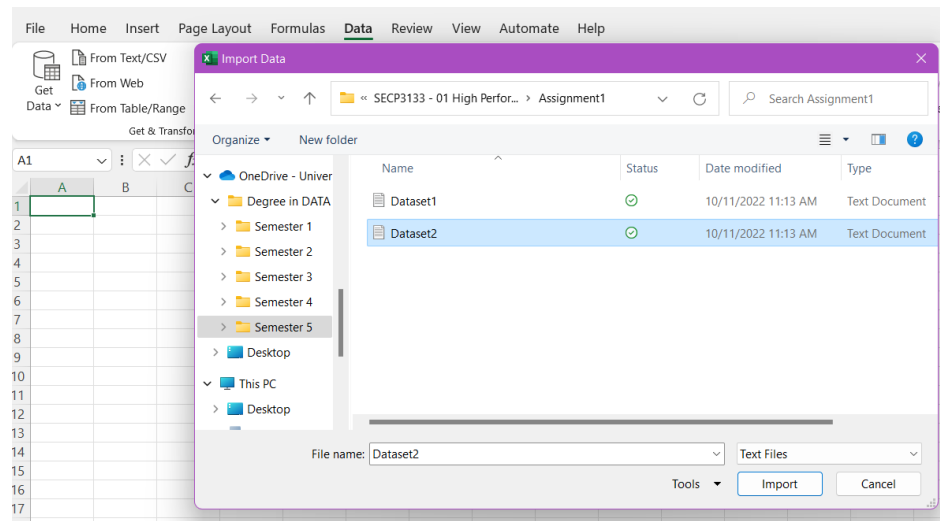 File Home Insert Page Layout Formulas Data Review View Automate Help
Get Data
From Text/CSV
From Web
From Table/Range
Get & Transfo
A1
A B C
1
2
3
4
5
6
7
8
9
10
11
12
13
14
15
16
17
Import Data
« SECP3133 - 01 High Perfor... › Assignment1
Search Assignment1
Organize New folder
OneDrive - Univer
Degree in DATA
Semester 1
Semester 2
Semester 3
Semester 4
Semester 5
Desktop
This PC
Desktop
Name Status Date modified Type
Dataset1 10/11/2022 11:13 AM Text Document
Dataset2 10/11/2022 11:13 AM Text Document
File name: Dataset2 Text Files
Tools Import Cancel